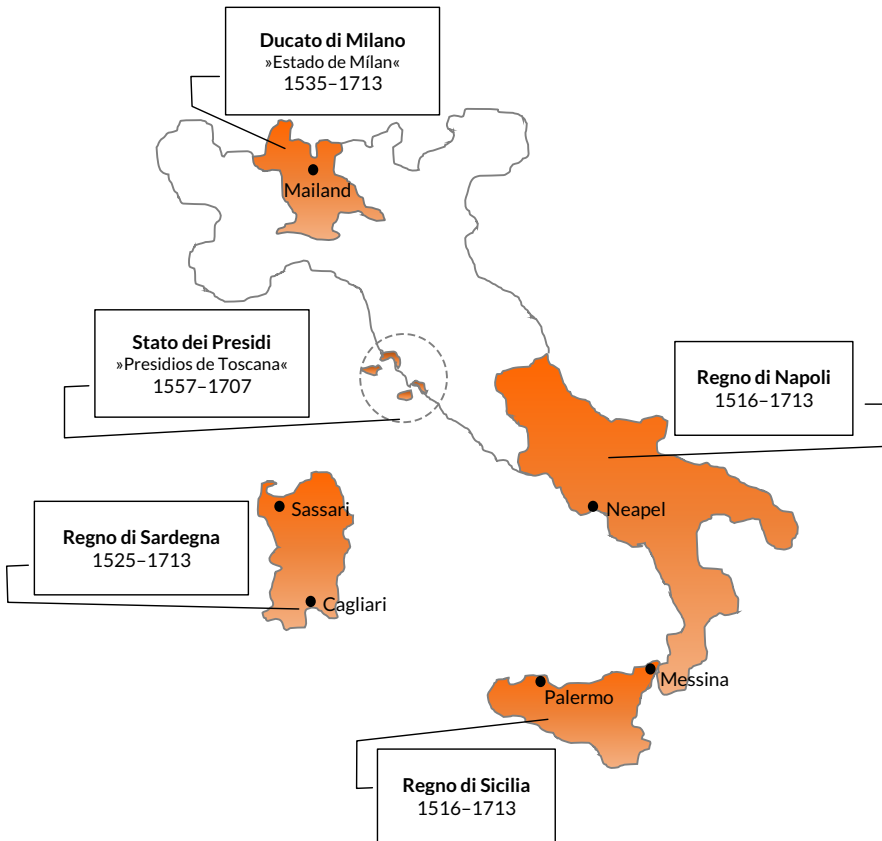 Ducato di Milano
»Estado de Mílan«
1535–1713
Mailand
Stato dei Presidi
»Presidios de Toscana«
1557–1707
Regno di Napoli
1516–1713
Sassari
Neapel
Regno di Sardegna
1525–1713
Cagliari
Messina
Palermo
Regno di Sicilia
1516–1713